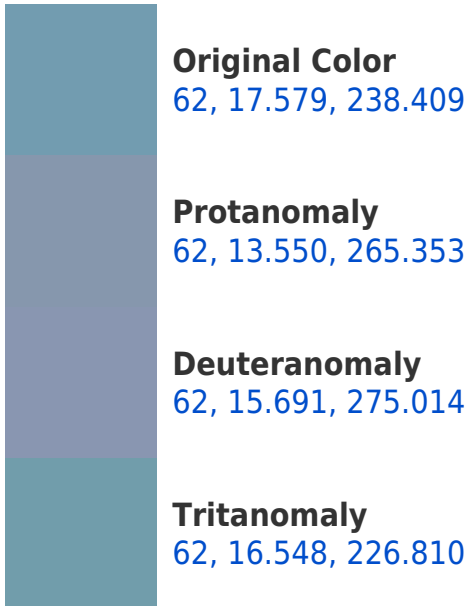 Original Color
62, 17.579, 238.409
Protanomaly
62, 13.550, 265.353
Deuteranomaly
62, 15.691, 275.014
Tritanomaly
62, 16.548, 226.810